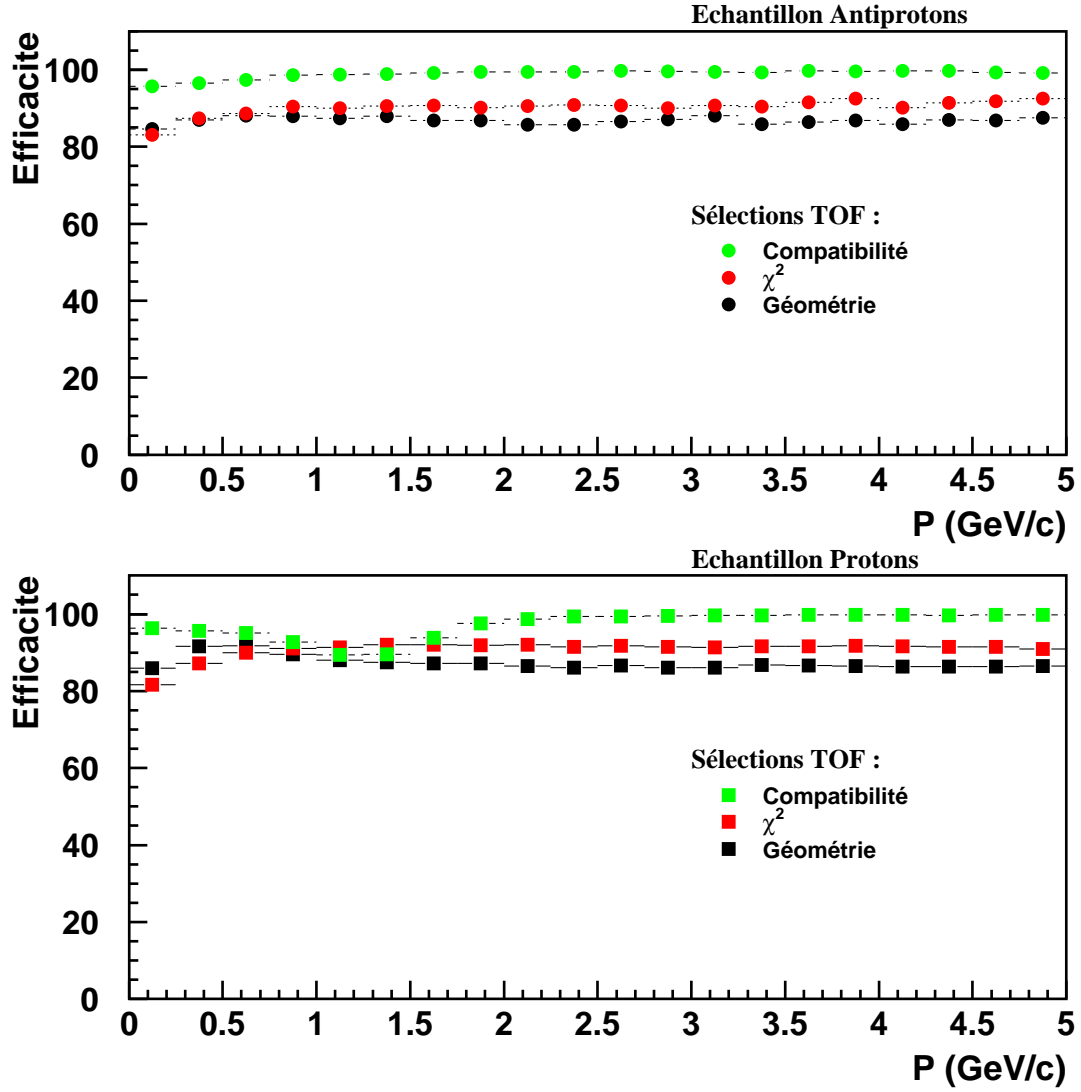 Echantillon Antiprotons
Efficacite
100
80
60
40
20
0
Sélections TOF :
Compatibilité
χ²
Géométrie
0 0.5 1 1.5 2 2.5 3 3.5 4 4.5 5
P (GeV/c)
Echantillon Protons
Efficacite
100
80
60
40
20
0
Sélections TOF :
Compatibilité
χ²
Géométrie
0 0.5 1 1.5 2 2.5 3 3.5 4 4.5 5
P (GeV/c)